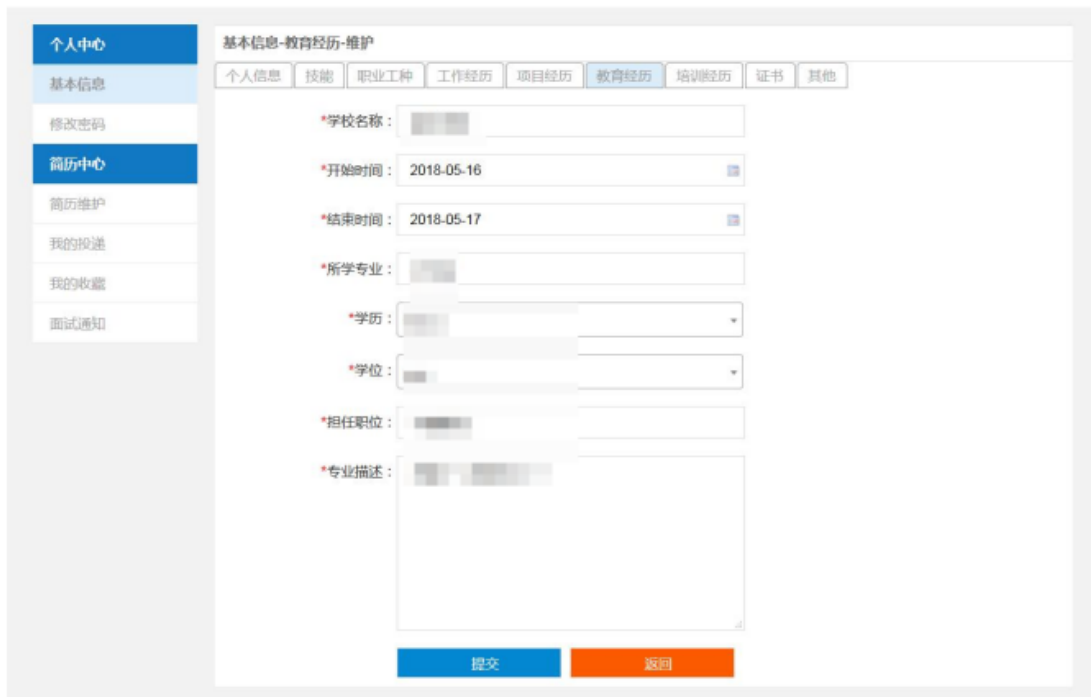 个人中心
基本信息
修改密码
简历中心
简历维护
我的投递
我的收藏
面试通知
基本信息-教育经历-维护
个人信息 技能 职业工种 工作经历 项目经历 教育经历 培训经历 证书 其他
*学校名称：
*开始时间： 2018-05-16
*结束时间： 2018-05-17
*所学专业：
*学历：
*学位：
*担任职位：
*专业描述：
提交 返回